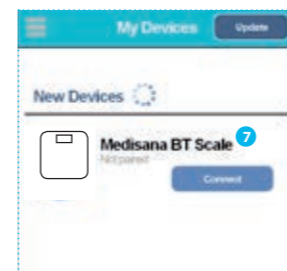 My Devices Update
New Devices
Medisana BT Scale 7
Not paired
Connect